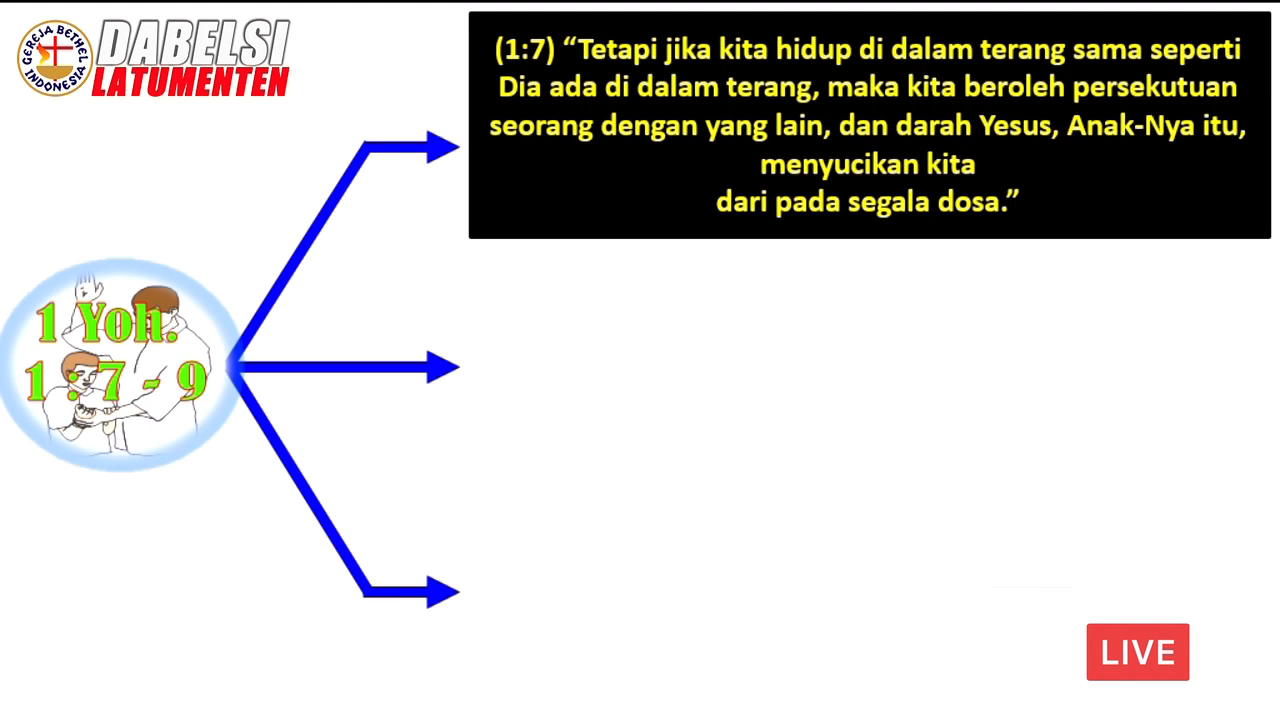 GEREJA BETHEL
INDONESIA
DABELSI
LATUMENTEN
(1:7) “Tetapi jika kita hidup di dalam terang sama seperti
Dia ada di dalam terang, maka kita beroleh persekutuan
seorang dengan yang lain, dan darah Yesus, Anak-Nya itu,
menyucikan kita
dari pada segala dosa.”
1 Yoh.
1 : 7 - 9
LIVE